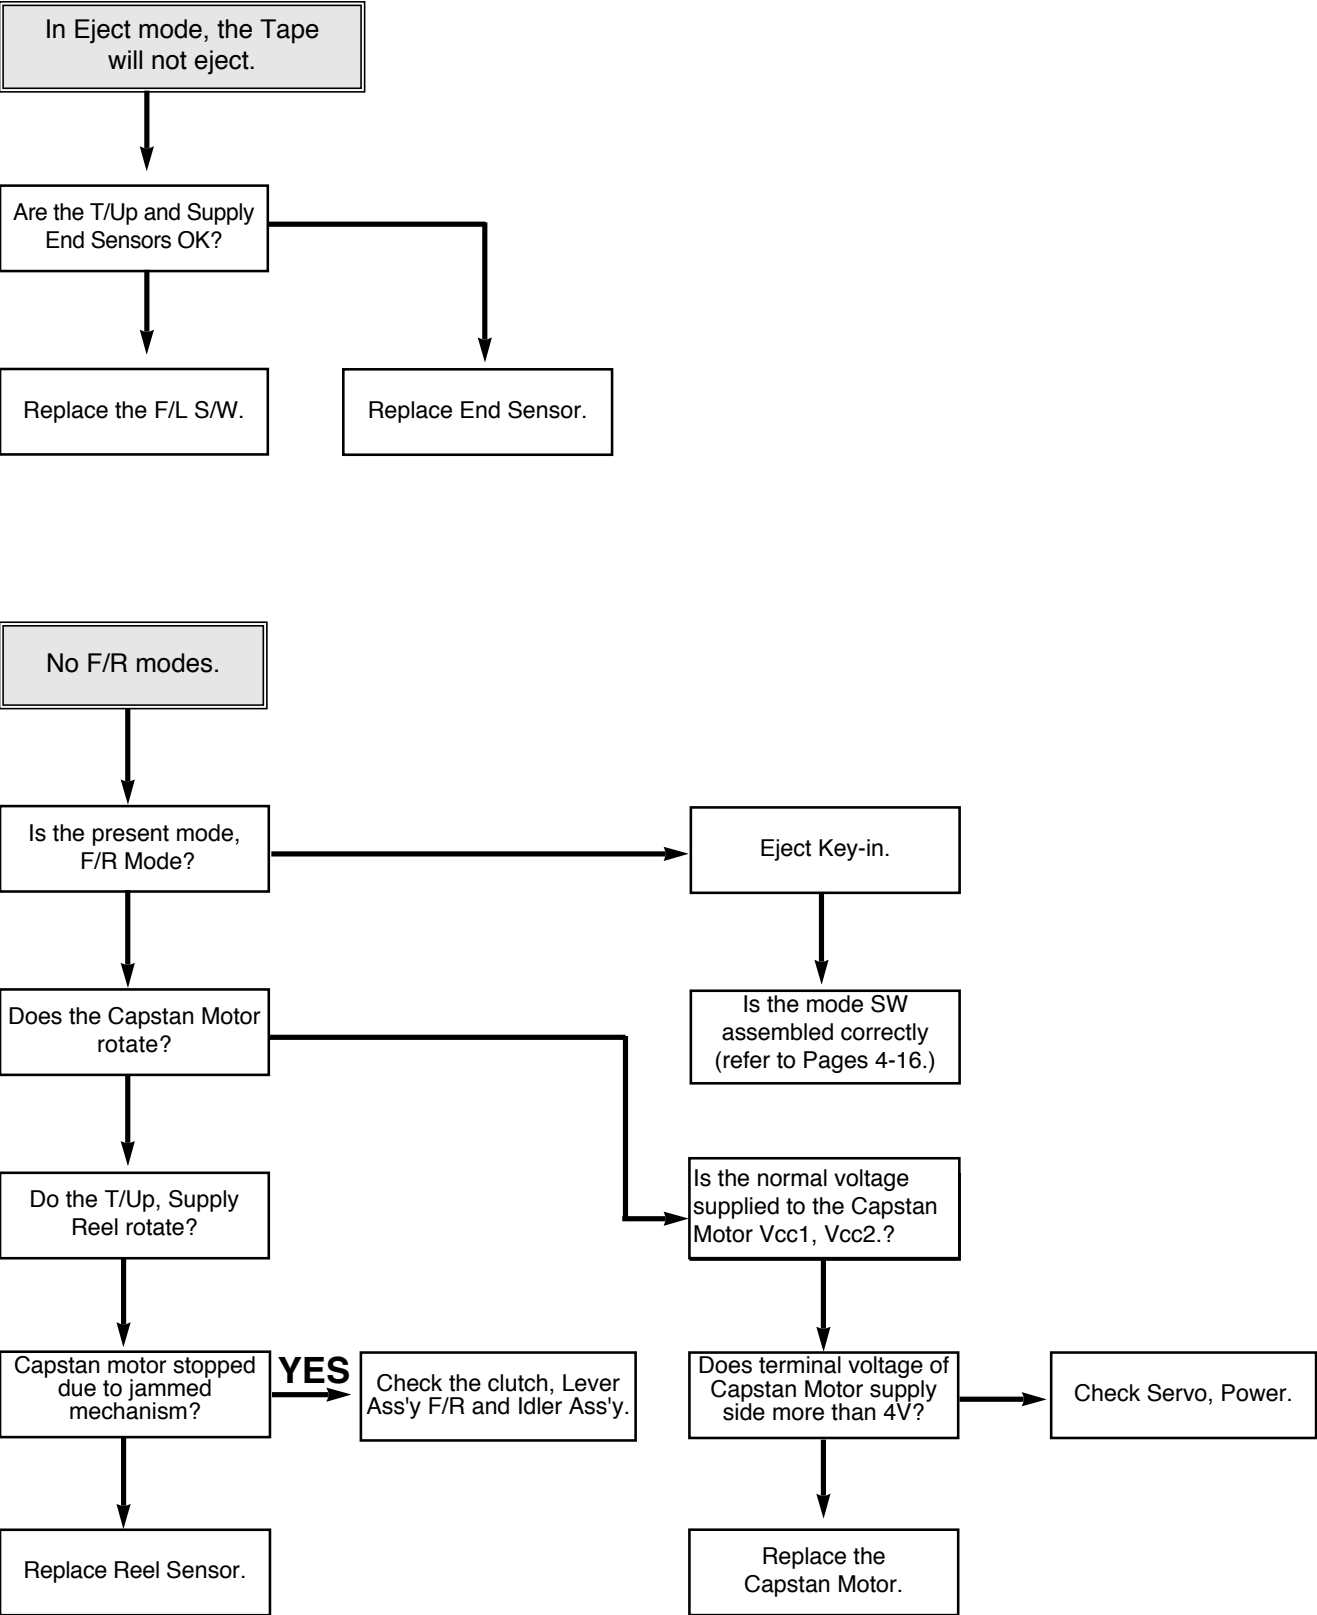 In Eject mode, the Tape
will not eject.
Are the T/Up and Supply
End Sensors OK?
Replace the F/L S/W.
Replace End Sensor.
No F/R modes.
Is the present mode,
F/R Mode?
Eject Key-in.
Does the Capstan Motor
rotate?
Is the mode SW
assembled correctly
(refer to Pages 4-16.)
Do the T/Up, Supply
Reel rotate?
Is the normal voltage
supplied to the Capstan
Motor Vcc1, Vcc2.?
Capstan motor stopped
due to jammed
mechanism?
YES
Check the clutch, Lever
Ass'y F/R and Idler Ass'y.
Does terminal voltage of
Capstan Motor supply
side more than 4V?
Check Servo, Power.
Replace Reel Sensor.
Replace the
Capstan Motor.